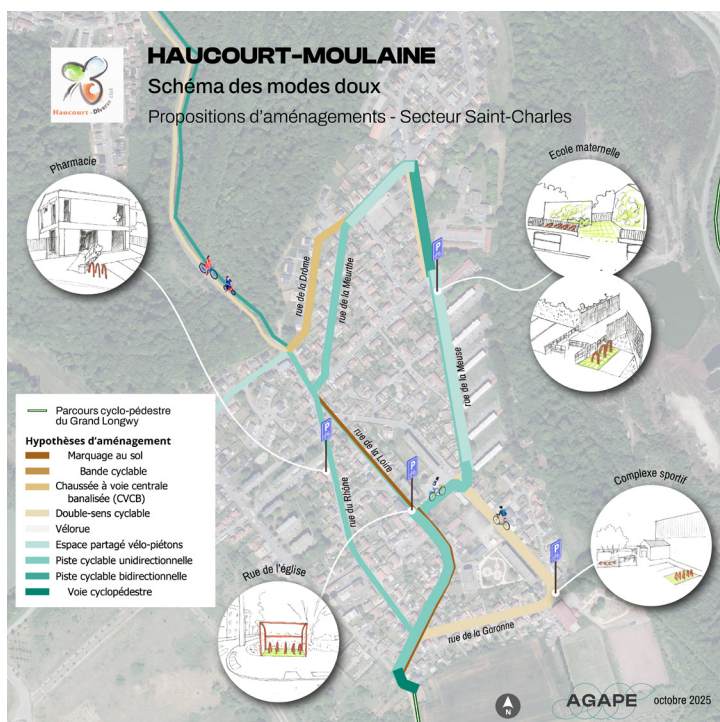 HAUCOURT-MOULAINE
Schéma des modes doux
Propositions d'aménagements - Secteur Saint-Charles
Haucourt - Diverse cité
Pharmacie
Ecole maternelle
rue de la Drôme
rue de la Meurthe
rue de la Meuse
rue de la Loire
rue du Rhône
rue de la Garonne
P
P
P
P
Complexe sportif
Rue de l'église
Parcours cyclo-pédestre
du Grand Longwy
Hypothèses d'aménagement
Marquage au sol
Bande cyclable
Chaussée à voie centrale
banalisée (CVCB)
Double-sens cyclable
Vélorue
Espace partagé vélo-piétons
Piste cyclable unidirectionnelle
Piste cyclable bidirectionnelle
Voie cyclopédestre
N
AGAPE
octobre 2025